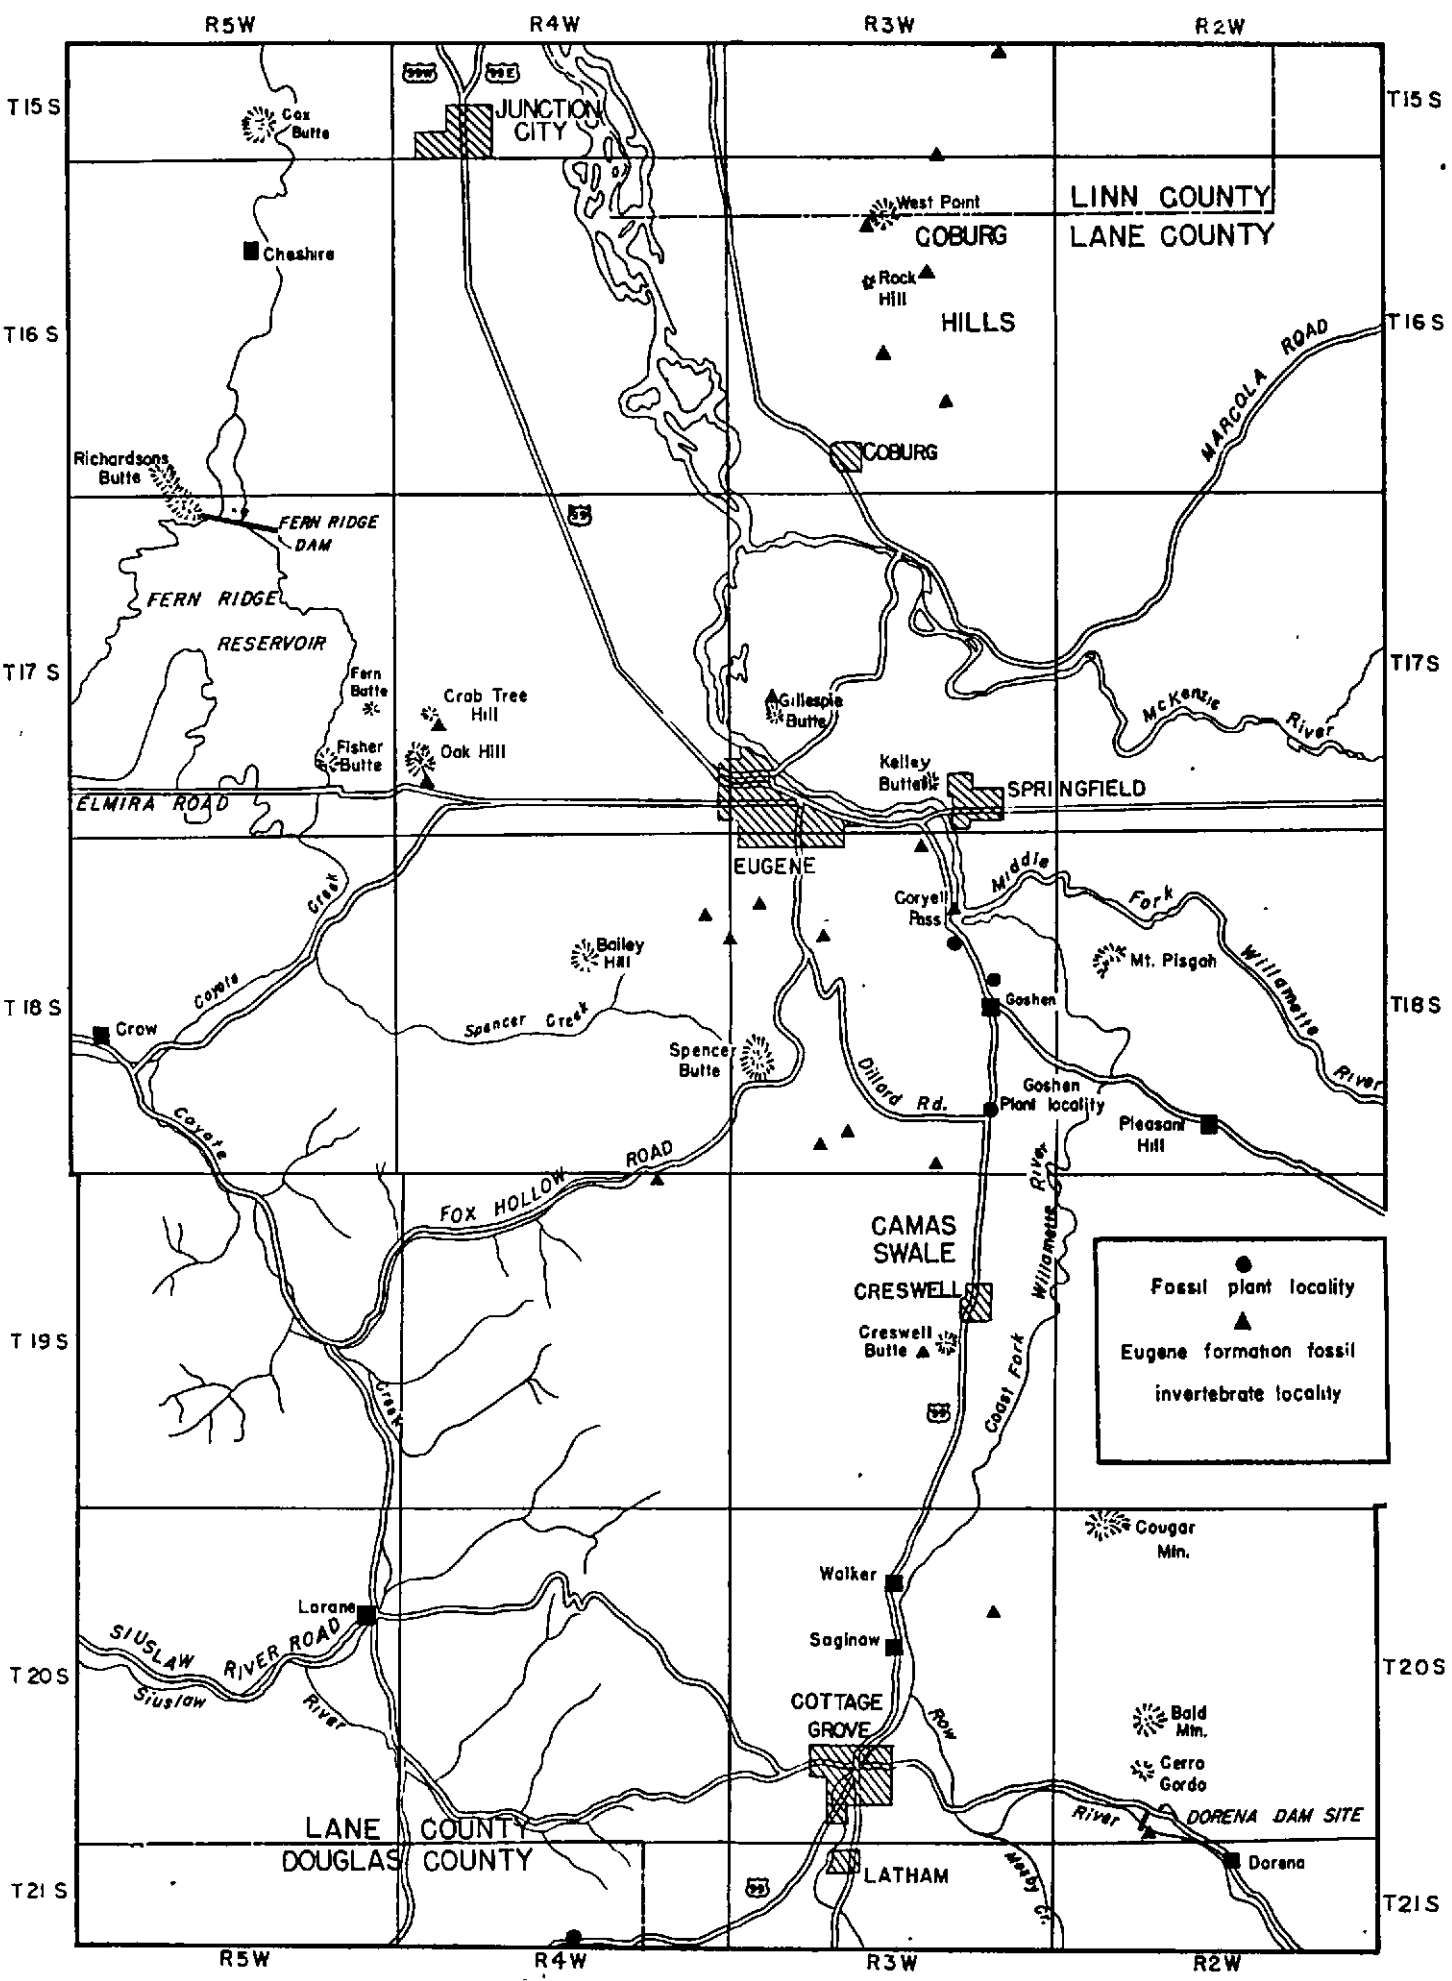 R5W
R4W
R3W
R2W
T15S
T15S
99W
99E
JUNCTION
CITY
Cox
Butte
West Point
LINN COUNTY
LANE COUNTY
COBURG
HILLS
Cheshire
Rock
Hill
T16S
T16S
MARCOLA ROAD
COBURG
Richardsons
Butte
99
FERN RIDGE
DAM
FERN RIDGE
RESERVOIR
T17S
T17S
Fern
Butte
Crab Tree
Hill
Gillespie
Butte
McKenzie
River
Fisher
Butte
Oak Hill
Kelley
Butte
SPRINGFIELD
ELMIRA ROAD
EUGENE
Middle
Fork
Willamette
River
Coryell
Pass
Creek
Coyote
Bailey
Hill
Mt. Pisgah
T18S
T18S
Crow
Spencer Creek
Goshen
Spencer
Butte
Dillard Rd.
Goshen
Plant locality
Pleasant
Hill
Coyote
FOX HOLLOW ROAD
CAMAS
SWALE
CRESWELL
Coast Fork
Willamette River
Fossil plant locality
Eugene formation fossil
invertebrate locality
T19S
Creswell
Butte
Creek
99
Cougar
Mtn.
Walker
Lorane
Saginaw
SIUSLAW
RIVER ROAD
Siuslaw
River
T20S
T20S
COTTAGE
GROVE
Row
River
Bald
Mtn.
Cerro
Gordo
DORENA DAM SITE
LANE COUNTY
DOUGLAS COUNTY
LATHAM
Mosby Cr.
Dorena
99
T21S
T21S
R5W
R4W
R3W
R2W